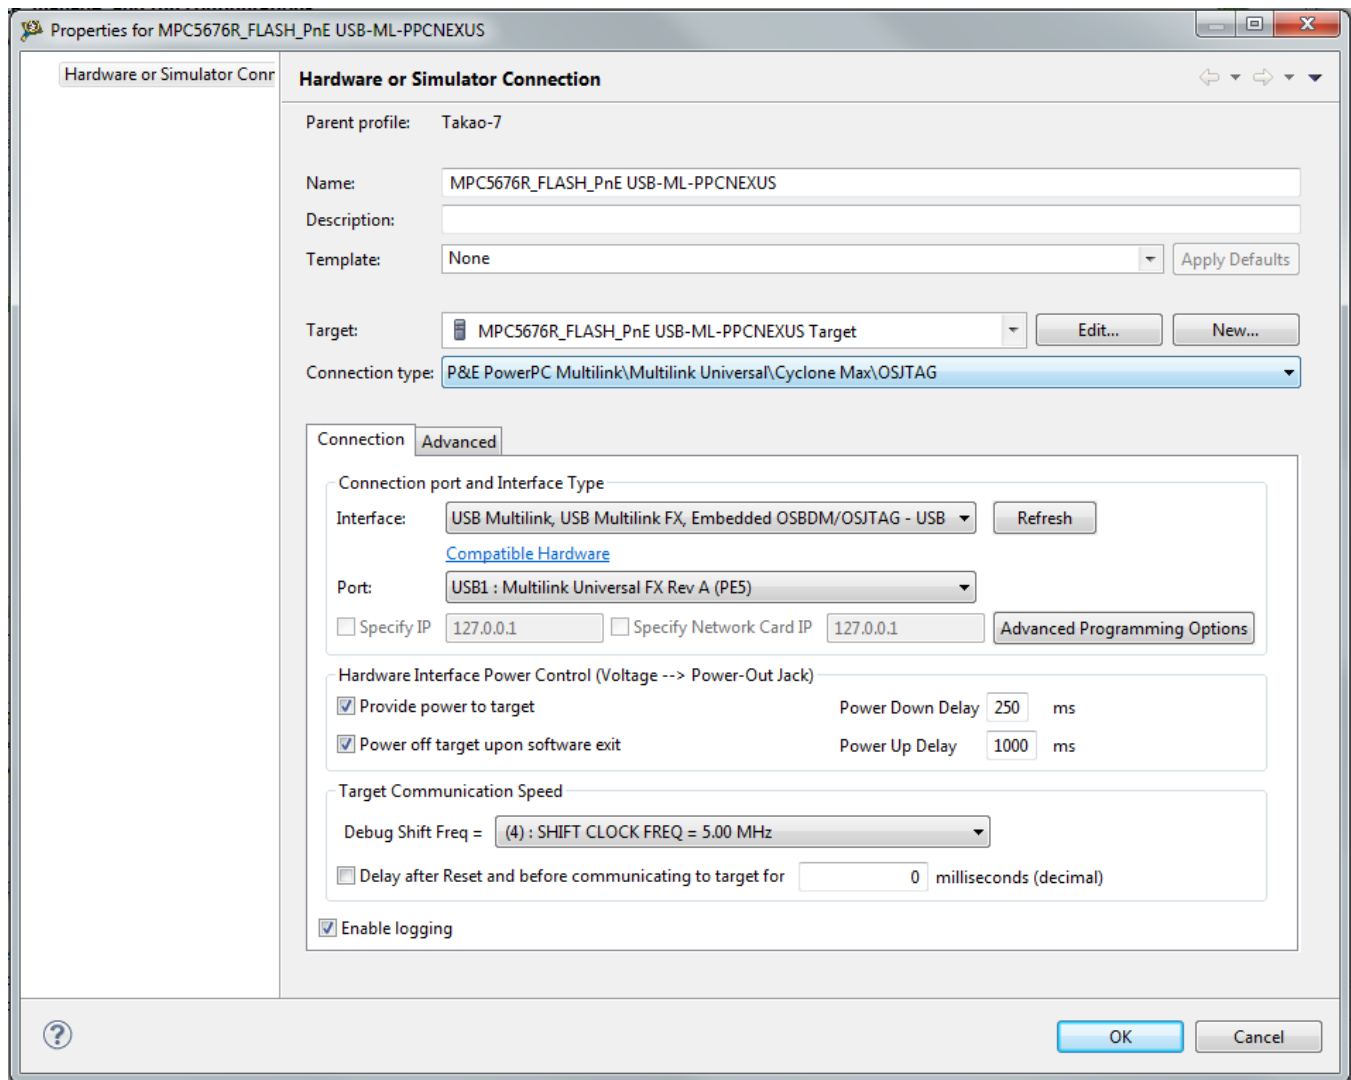 Properties for MPC5676R_FLASH_PnE USB-ML-PPCNEXUS
Hardware or Simulator Conn
Hardware or Simulator Connection
Parent profile: Takao-7
Name: MPC5676R_FLASH_PnE USB-ML-PPCNEXUS
Description:
Template: None Apply Defaults
Target: MPC5676R_FLASH_PnE USB-ML-PPCNEXUS Target Edit... New...
Connection type: P&E PowerPC Multilink\Multilink Universal\Cyclone Max\OSJTAG
Connection Advanced
Connection port and Interface Type
Interface: USB Multilink, USB Multilink FX, Embedded OSBDM/OSJTAG - USB Refresh
Compatible Hardware
Port: USB1 : Multilink Universal FX Rev A (PE5)
Specify IP 127.0.0.1 Specify Network Card IP 127.0.0.1 Advanced Programming Options
Hardware Interface Power Control (Voltage --> Power-Out Jack)
Provide power to target Power Down Delay 250 ms
Power off target upon software exit Power Up Delay 1000 ms
Target Communication Speed
Debug Shift Freq = (4) : SHIFT CLOCK FREQ = 5.00 MHz
Delay after Reset and before communicating to target for 0 milliseconds (decimal)
Enable logging
? OK Cancel